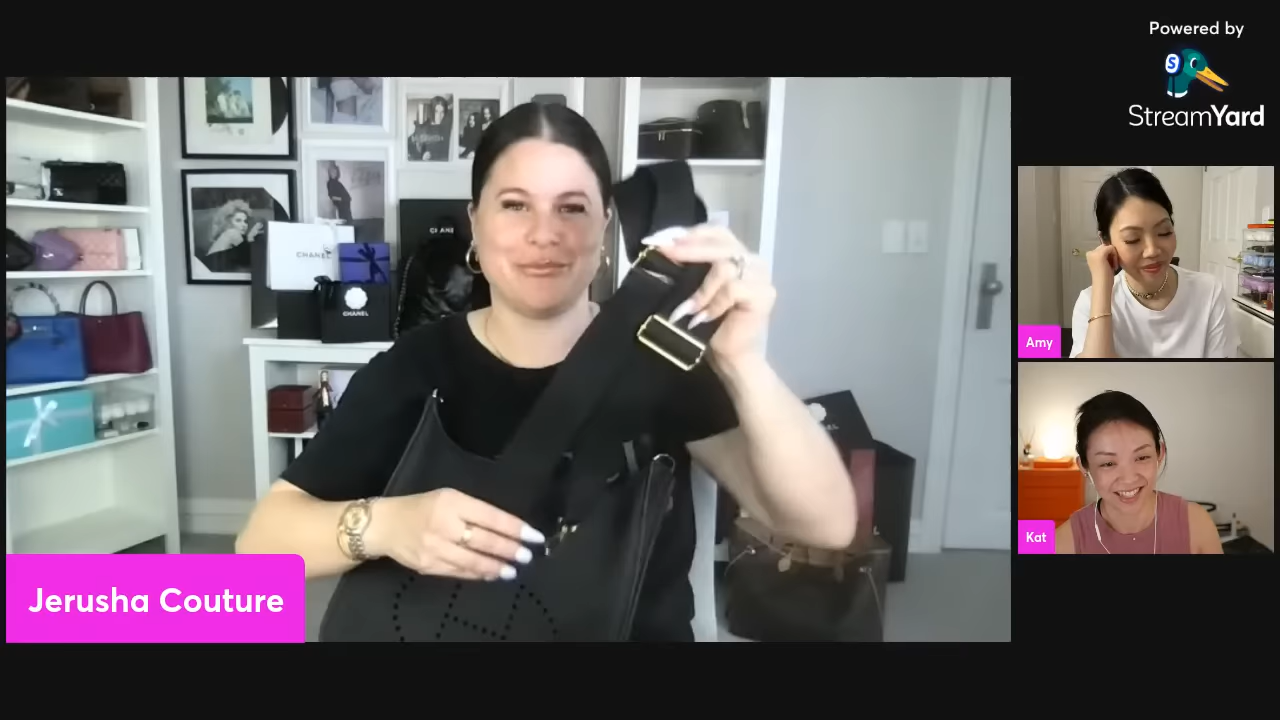 Powered by
S
StreamYard
CHANEL
CHANEL
Amy
Kat
Jerusha Couture